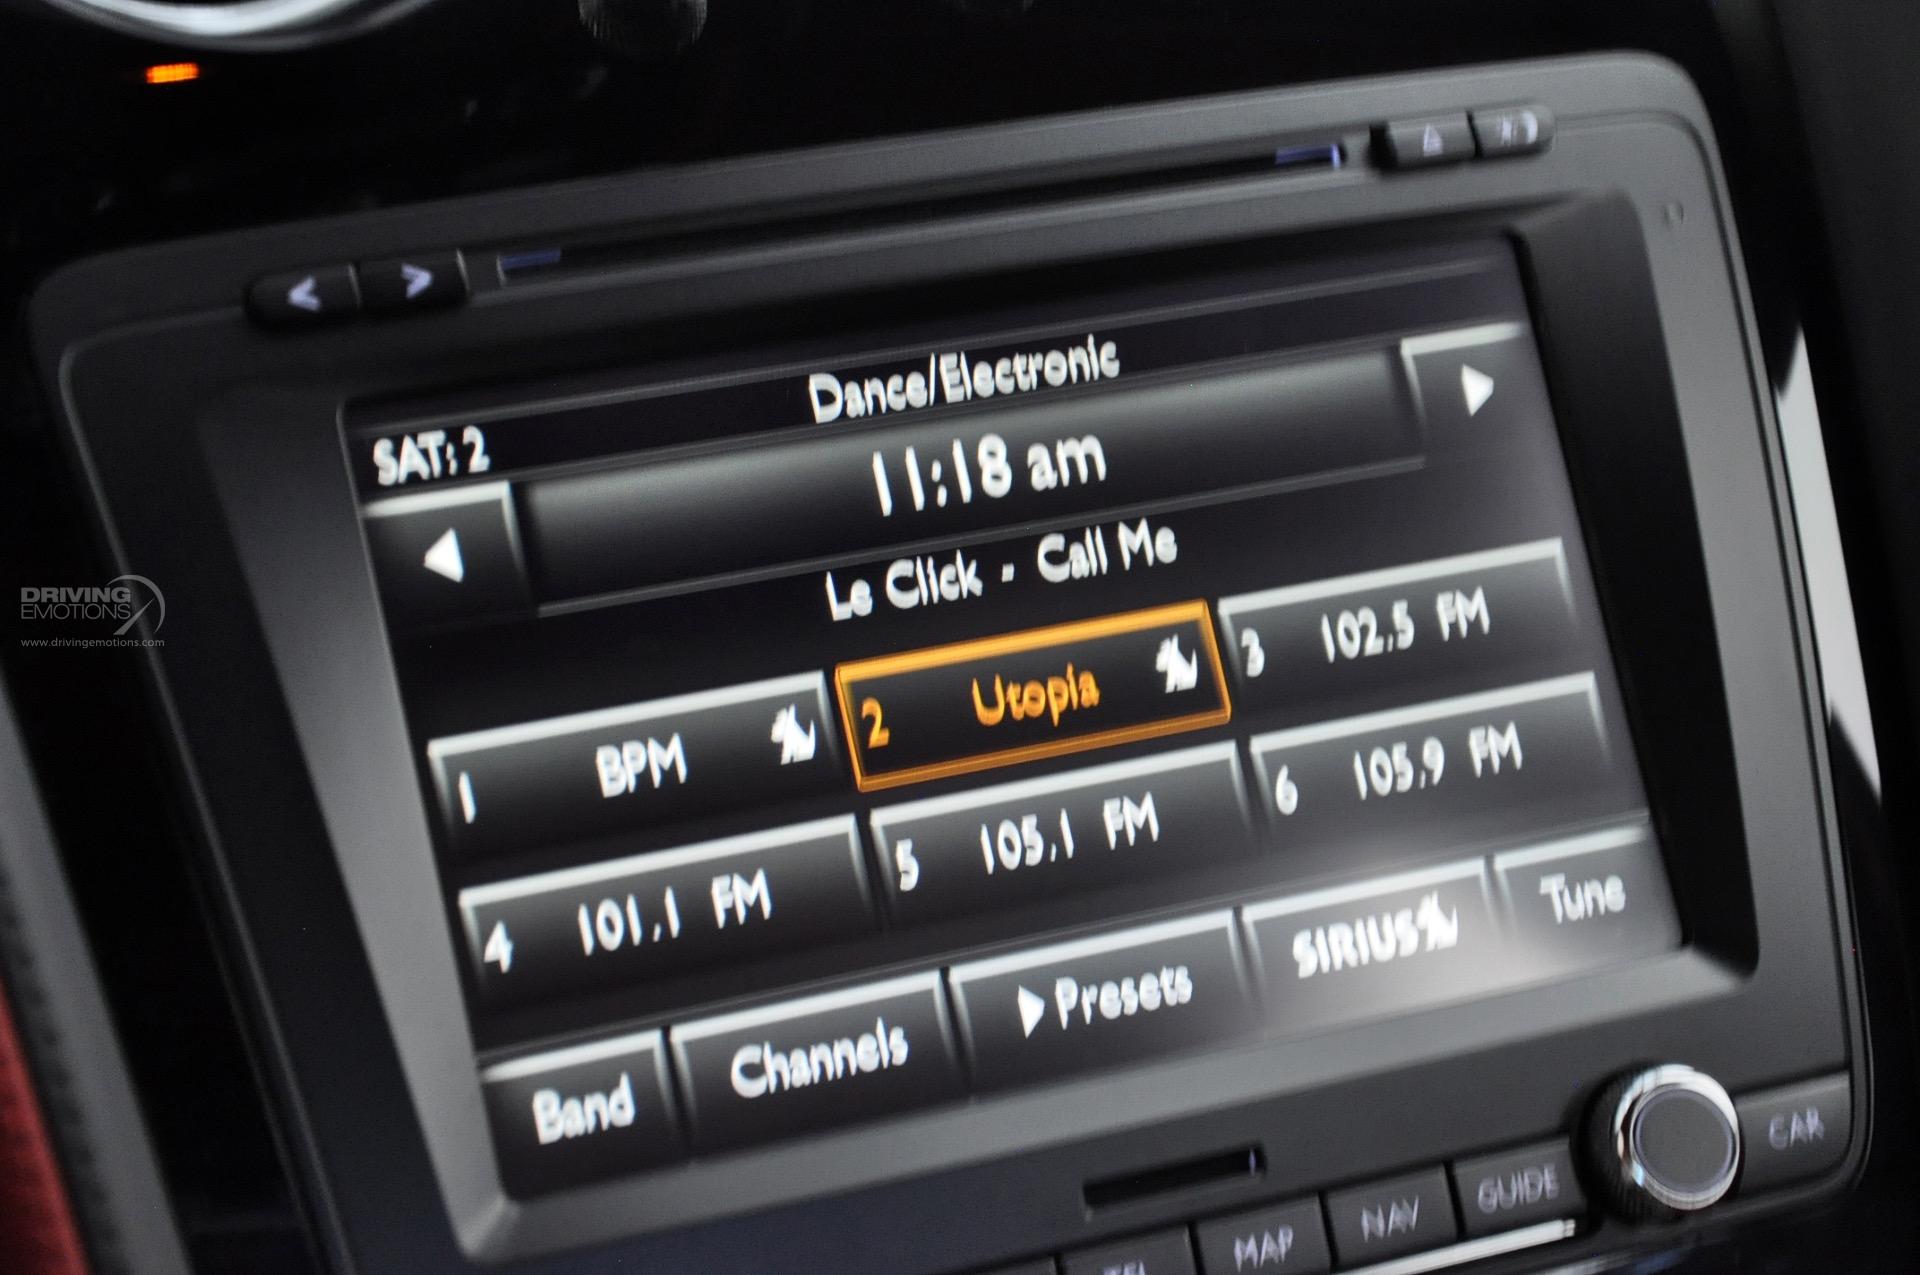 Dance/Electronic
SAT: 2
11:18 am
Le Click - Call Me
1 BPM
2 Utopia
3 102.5 FM
4 101.1 FM
5 105.1 FM
6 105.9 FM
Band
Channels
Presets
SIRIUS
Tune
TEL
MAP
NAV
GUIDE
CAR
DRIVING
EMOTIONS
www.drivingemotions.com